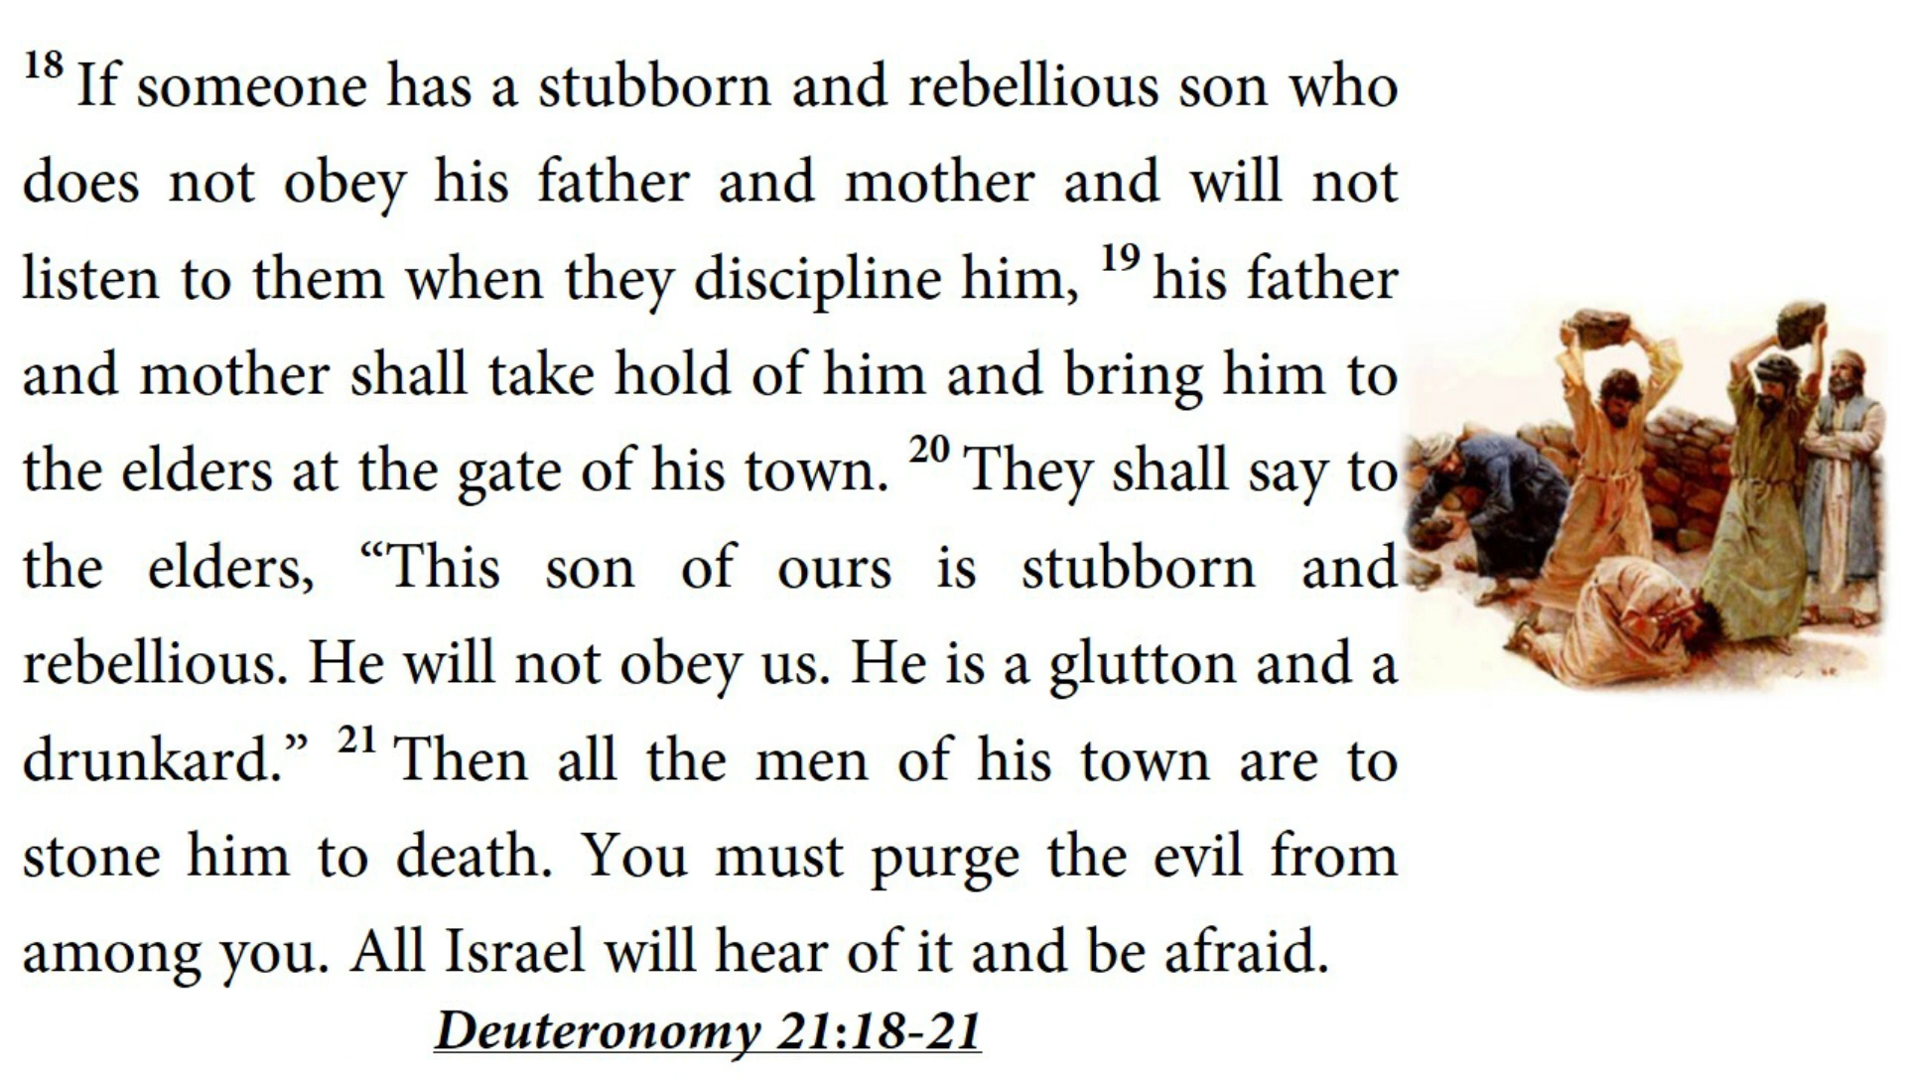 18 If someone has a stubborn and rebellious son who
does not obey his father and mother and will not
listen to them when they discipline him, 19 his father
and mother shall take hold of him and bring him to
the elders at the gate of his town. 20 They shall say to
the elders, “This son of ours is stubborn and
rebellious. He will not obey us. He is a glutton and a
drunkard.” 21 Then all the men of his town are to
stone him to death. You must purge the evil from
among you. All Israel will hear of it and be afraid.
Deuteronomy 21:18-21